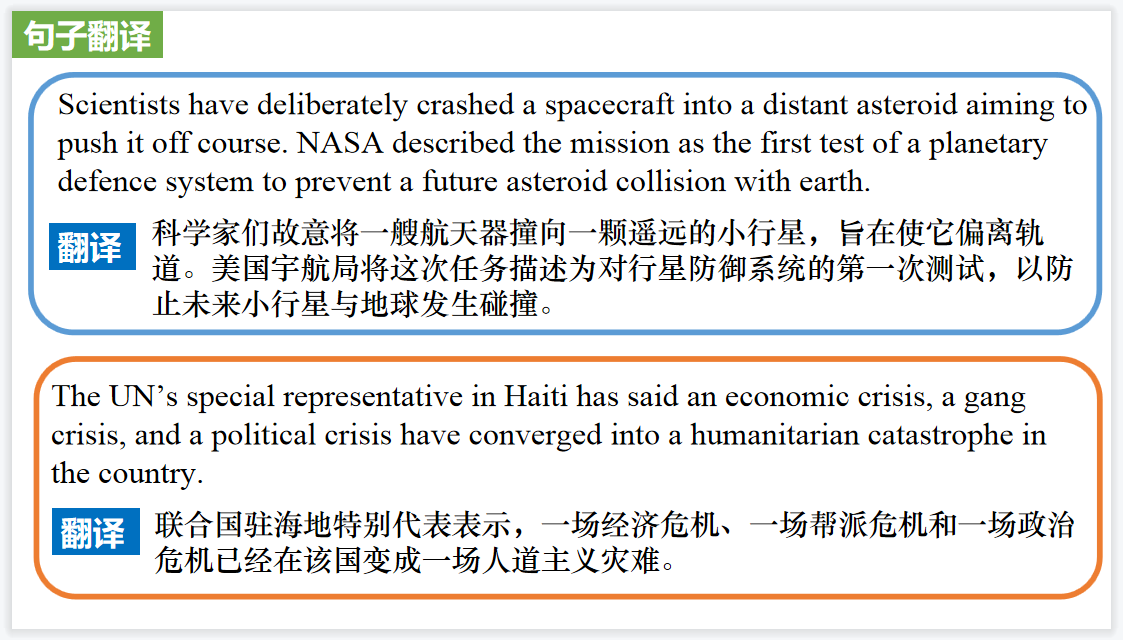 句子翻译
Scientists have deliberately crashed a spacecraft into a distant asteroid aiming to
push it off course. NASA described the mission as the first test of a planetary
defence system to prevent a future asteroid collision with earth.
翻译
科学家们故意将一艘航天器撞向一颗遥远的小行星，旨在使它偏离轨
道。美国宇航局将这次任务描述为对行星防御系统的第一次测试，以防
止未来小行星与地球发生碰撞。
The UN’s special representative in Haiti has said an economic crisis, a gang
crisis, and a political crisis have converged into a humanitarian catastrophe in
the country.
翻译
联合国驻海地特别代表表示，一场经济危机、一场帮派危机和一场政治
危机已经在该国变成一场人道主义灾难。